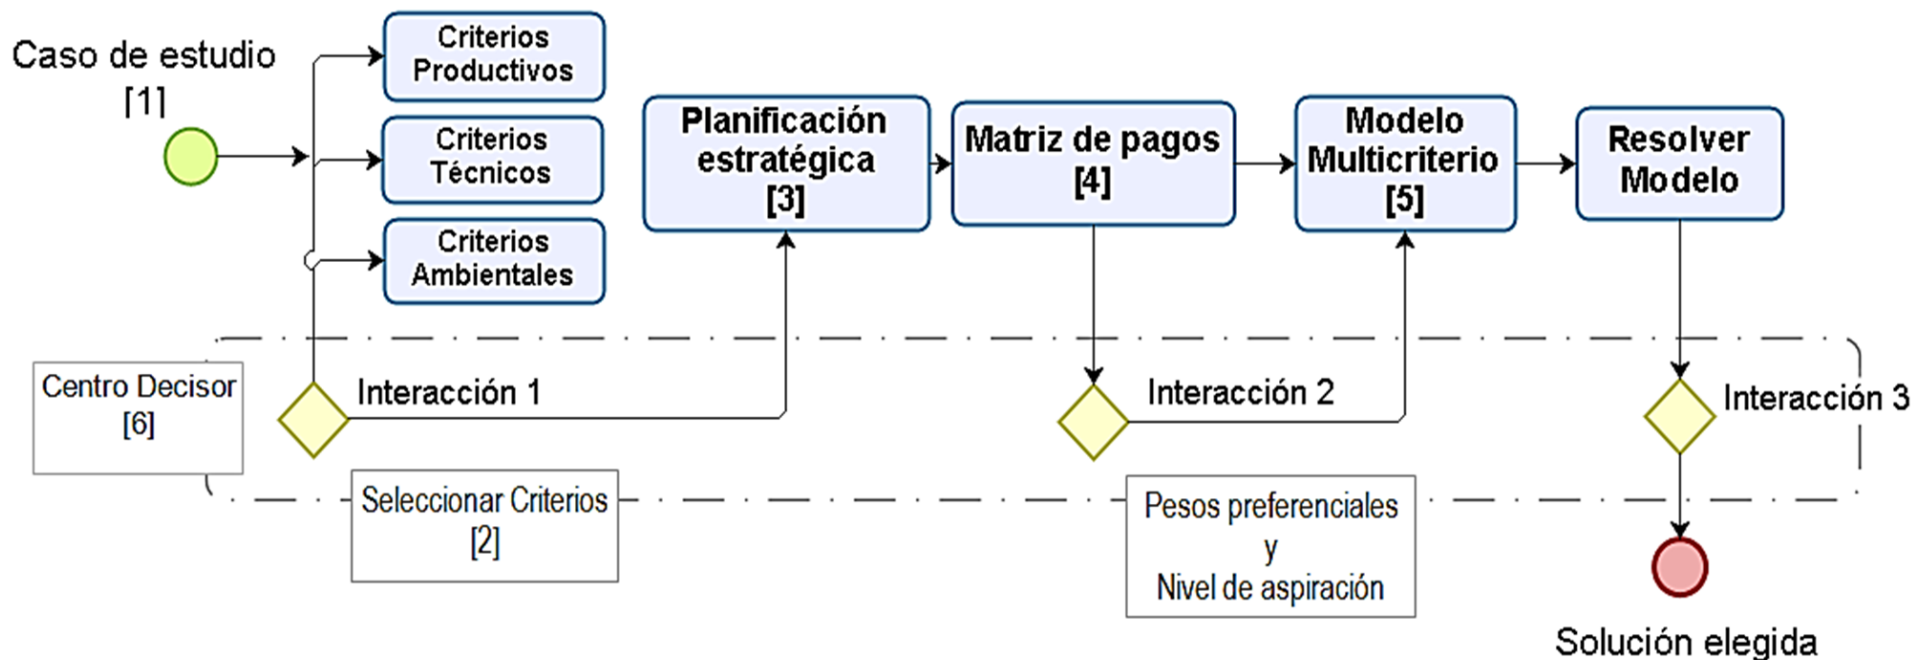 Caso de estudio
[1]
Criterios
Productivos
Criterios
Técnicos
Criterios
Ambientales
Planificación
estratégica
[3]
Matriz de pagos
[4]
Modelo
Multicriterio
[5]
Resolver
Modelo
Centro Decisor
[6]
Interacción 1
Interacción 2
Interacción 3
Seleccionar Criterios
[2]
Pesos preferenciales
y
Nivel de aspiración
Solución elegida